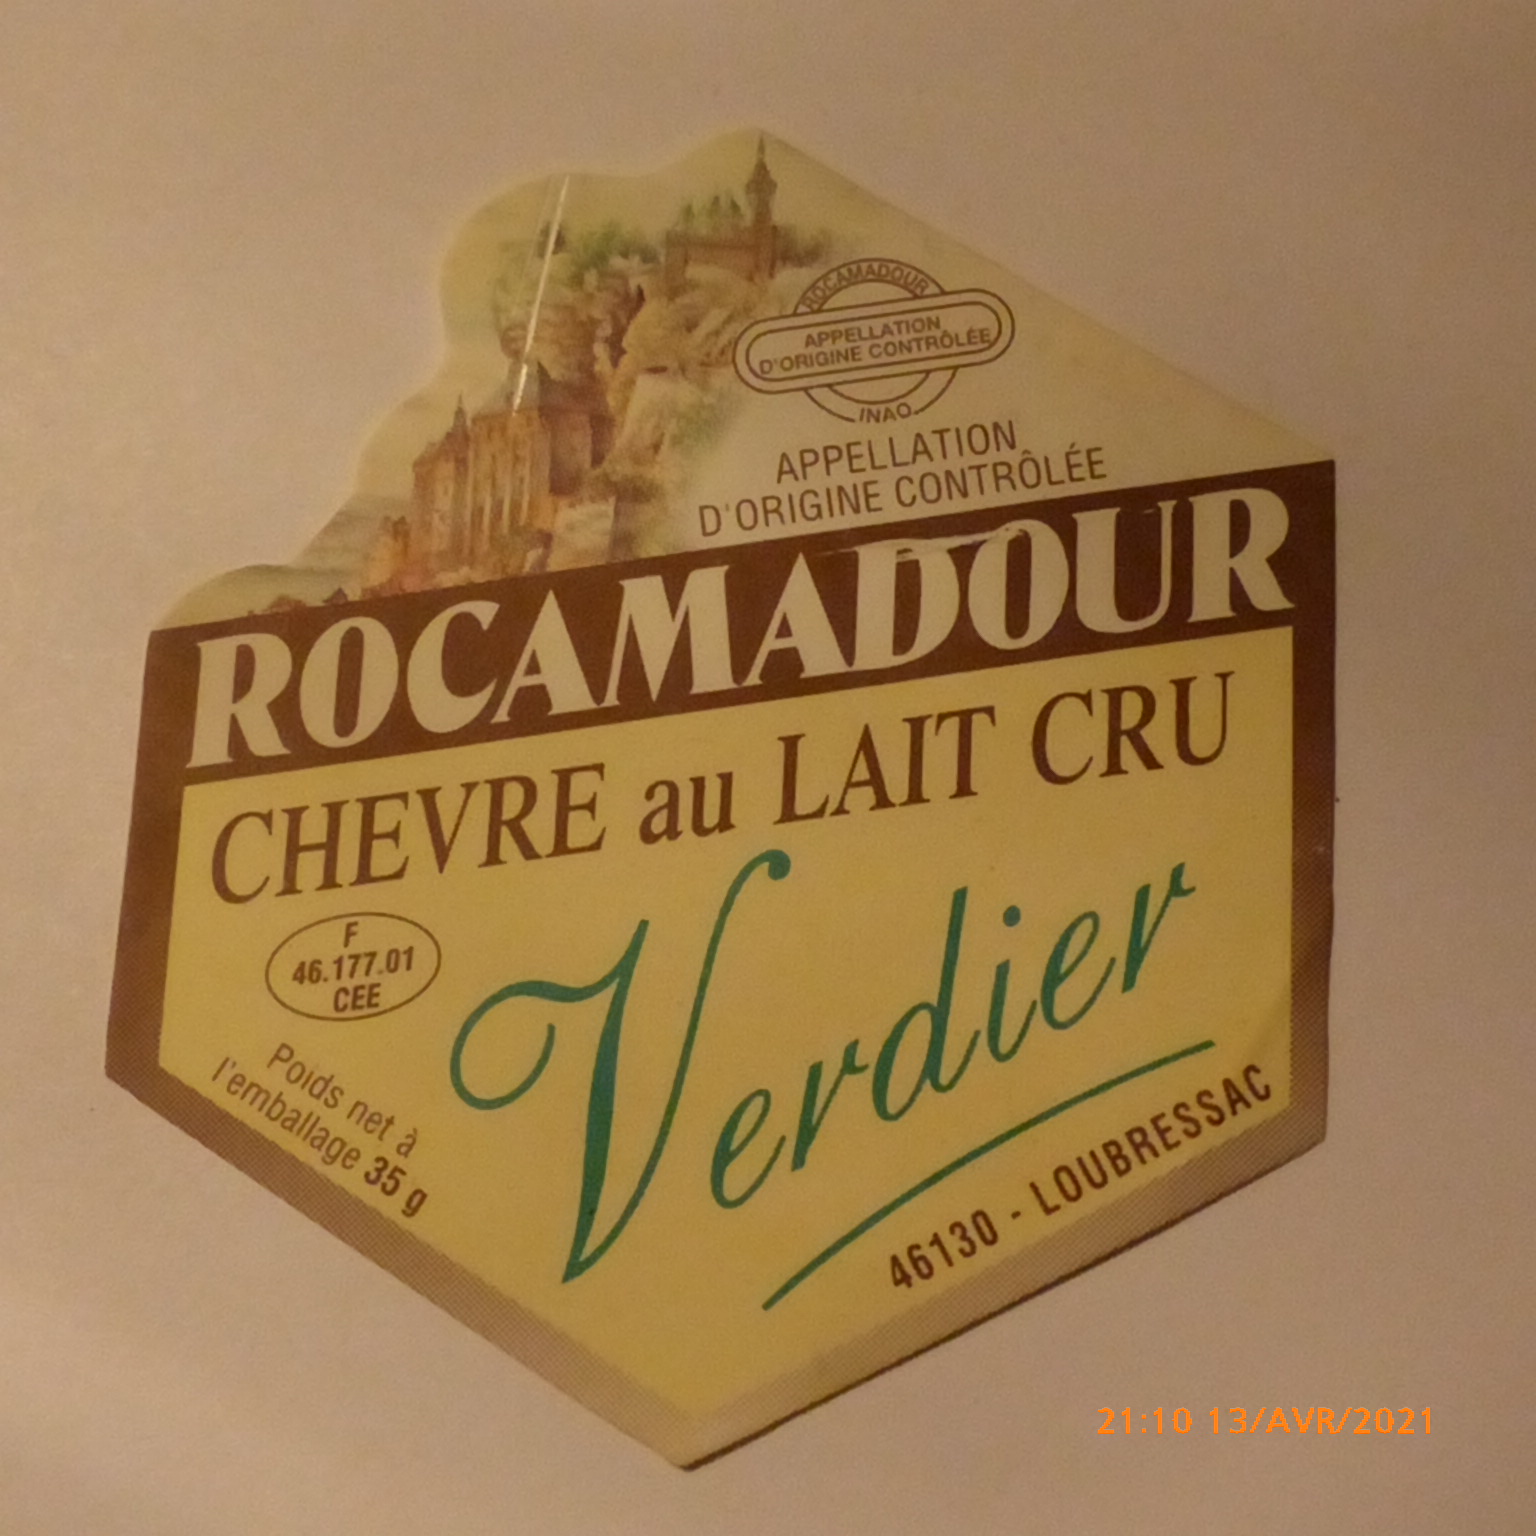 ROCAMADOUR
APPELLATION
D'ORIGINE CONTRÔLÉE
INAO
APPELLATION
D'ORIGINE CONTRÔLÉE
ROCAMADOUR
CHEVRE au LAIT CRU
F
46.177.01
CEE
Verdier
Poids net à
l'emballage 35 g
46130 - LOUBRESSAC
21:10 13/AVR/2021